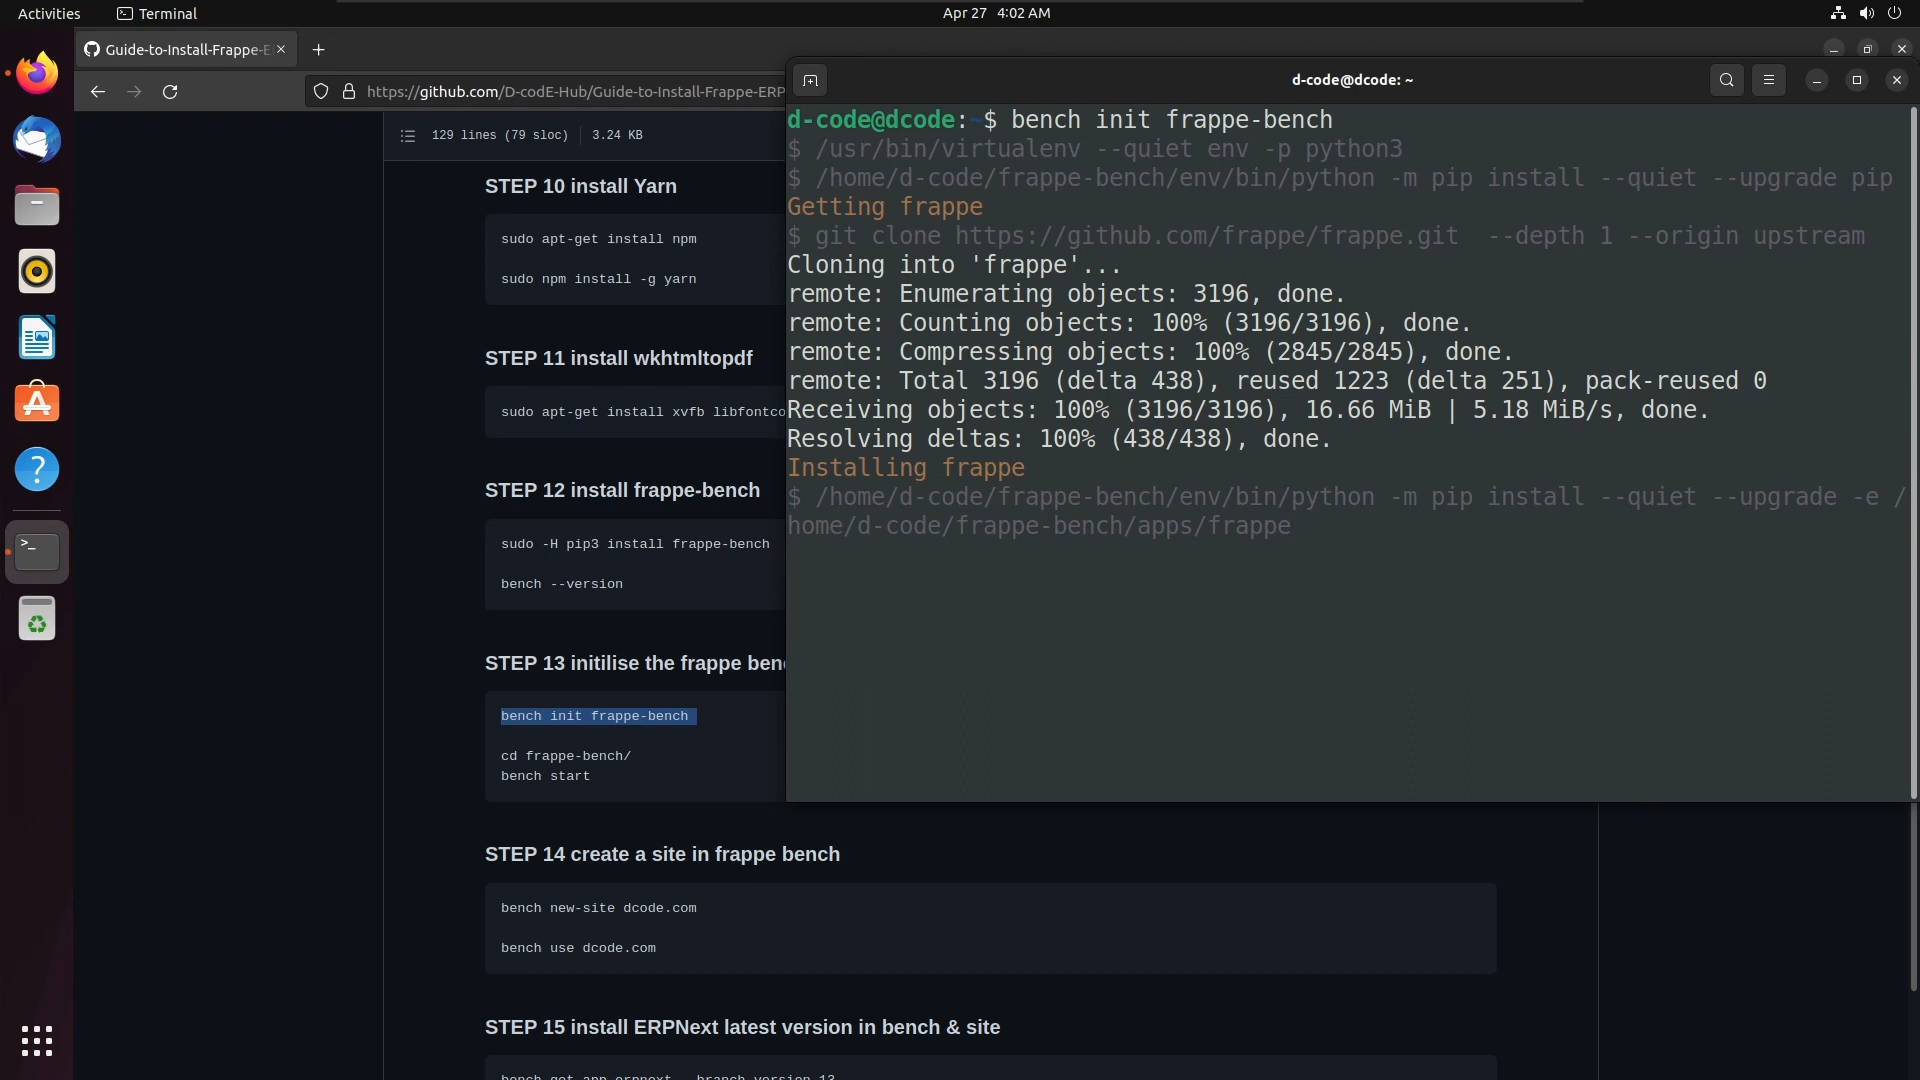 Activities
Terminal
Apr 27 4:02 AM
Guide-to-Install-Frappe-E
https://github.com/D-codE-Hub/Guide-to-Install-Frappe-ERP
129 lines (79 sloc)
3.24 KB
STEP 10 install Yarn
sudo apt-get install npm
sudo npm install -g yarn
STEP 11 install wkhtmltopdf
sudo apt-get install xvfb libfontco
STEP 12 install frappe-bench
sudo -H pip3 install frappe-bench
bench --version
STEP 13 initilise the frappe ben
bench init frappe-bench
cd frappe-bench/
bench start
STEP 14 create a site in frappe bench
bench new-site dcode.com
bench use dcode.com
STEP 15 install ERPNext latest version in bench & site
bench get-app erpnext --branch version-13
d-code@dcode: ~
d-code@dcode:~$ bench init frappe-bench
$ /usr/bin/virtualenv --quiet env -p python3
$ /home/d-code/frappe-bench/env/bin/python -m pip install --quiet --upgrade pip
Getting frappe
$ git clone https://github.com/frappe/frappe.git  --depth 1 --origin upstream
Cloning into 'frappe'...
remote: Enumerating objects: 3196, done.
remote: Counting objects: 100% (3196/3196), done.
remote: Compressing objects: 100% (2845/2845), done.
remote: Total 3196 (delta 438), reused 1223 (delta 251), pack-reused 0
Receiving objects: 100% (3196/3196), 16.66 MiB | 5.18 MiB/s, done.
Resolving deltas: 100% (438/438), done.
Installing frappe
$ /home/d-code/frappe-bench/env/bin/python -m pip install --quiet --upgrade -e /
home/d-code/frappe-bench/apps/frappe